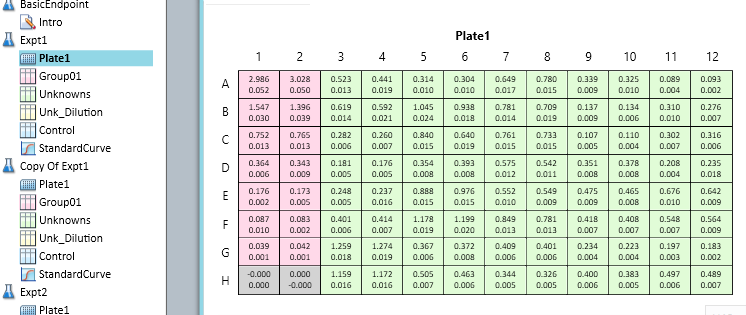 BasicEndpoint
Intro
Expt1
Plate1
Group01
Unknowns
Unk_Dilution
Control
StandardCurve
Copy Of Expt1
Plate1
Group01
Unknowns
Unk_Dilution
Control
StandardCurve
Expt2
Plate1
Plate1
1 2 3 4 5 6 7 8 9 10 11 12
A 2.986 3.028 0.523 0.441 0.314 0.304 0.649 0.780 0.339 0.325 0.089 0.093
0.052 0.050 0.013 0.019 0.010 0.010 0.017 0.015 0.009 0.010 0.004 0.002
B 1.547 1.396 0.619 0.592 1.045 0.938 0.781 0.709 0.137 0.134 0.310 0.276
0.030 0.039 0.014 0.021 0.024 0.018 0.014 0.019 0.009 0.006 0.010 0.007
C 0.752 0.765 0.282 0.260 0.840 0.640 0.761 0.733 0.107 0.110 0.302 0.316
0.013 0.013 0.006 0.007 0.015 0.019 0.015 0.015 0.005 0.004 0.007 0.006
D 0.364 0.343 0.181 0.176 0.354 0.393 0.575 0.542 0.351 0.378 0.208 0.235
0.006 0.009 0.005 0.005 0.008 0.008 0.012 0.011 0.008 0.008 0.004 0.018
E 0.176 0.173 0.248 0.237 0.888 0.976 0.552 0.549 0.475 0.465 0.676 0.642
0.002 0.005 0.005 0.016 0.015 0.015 0.010 0.009 0.009 0.008 0.010 0.009
F 0.087 0.083 0.401 0.414 1.178 1.199 0.849 0.781 0.418 0.408 0.548 0.564
0.010 0.002 0.006 0.007 0.019 0.020 0.013 0.013 0.007 0.007 0.009 0.009
G 0.039 0.042 1.259 1.274 0.367 0.372 0.409 0.401 0.234 0.223 0.197 0.183
0.001 0.001 0.014 0.019 0.006 0.008 0.006 0.006 0.004 0.004 0.003 0.002
H -0.000 0.000 1.159 1.172 0.505 0.463 0.344 0.326 0.400 0.383 0.497 0.489
0.000 -0.000 0.016 0.016 0.007 0.006 0.005 0.005 0.006 0.005 0.006 0.007